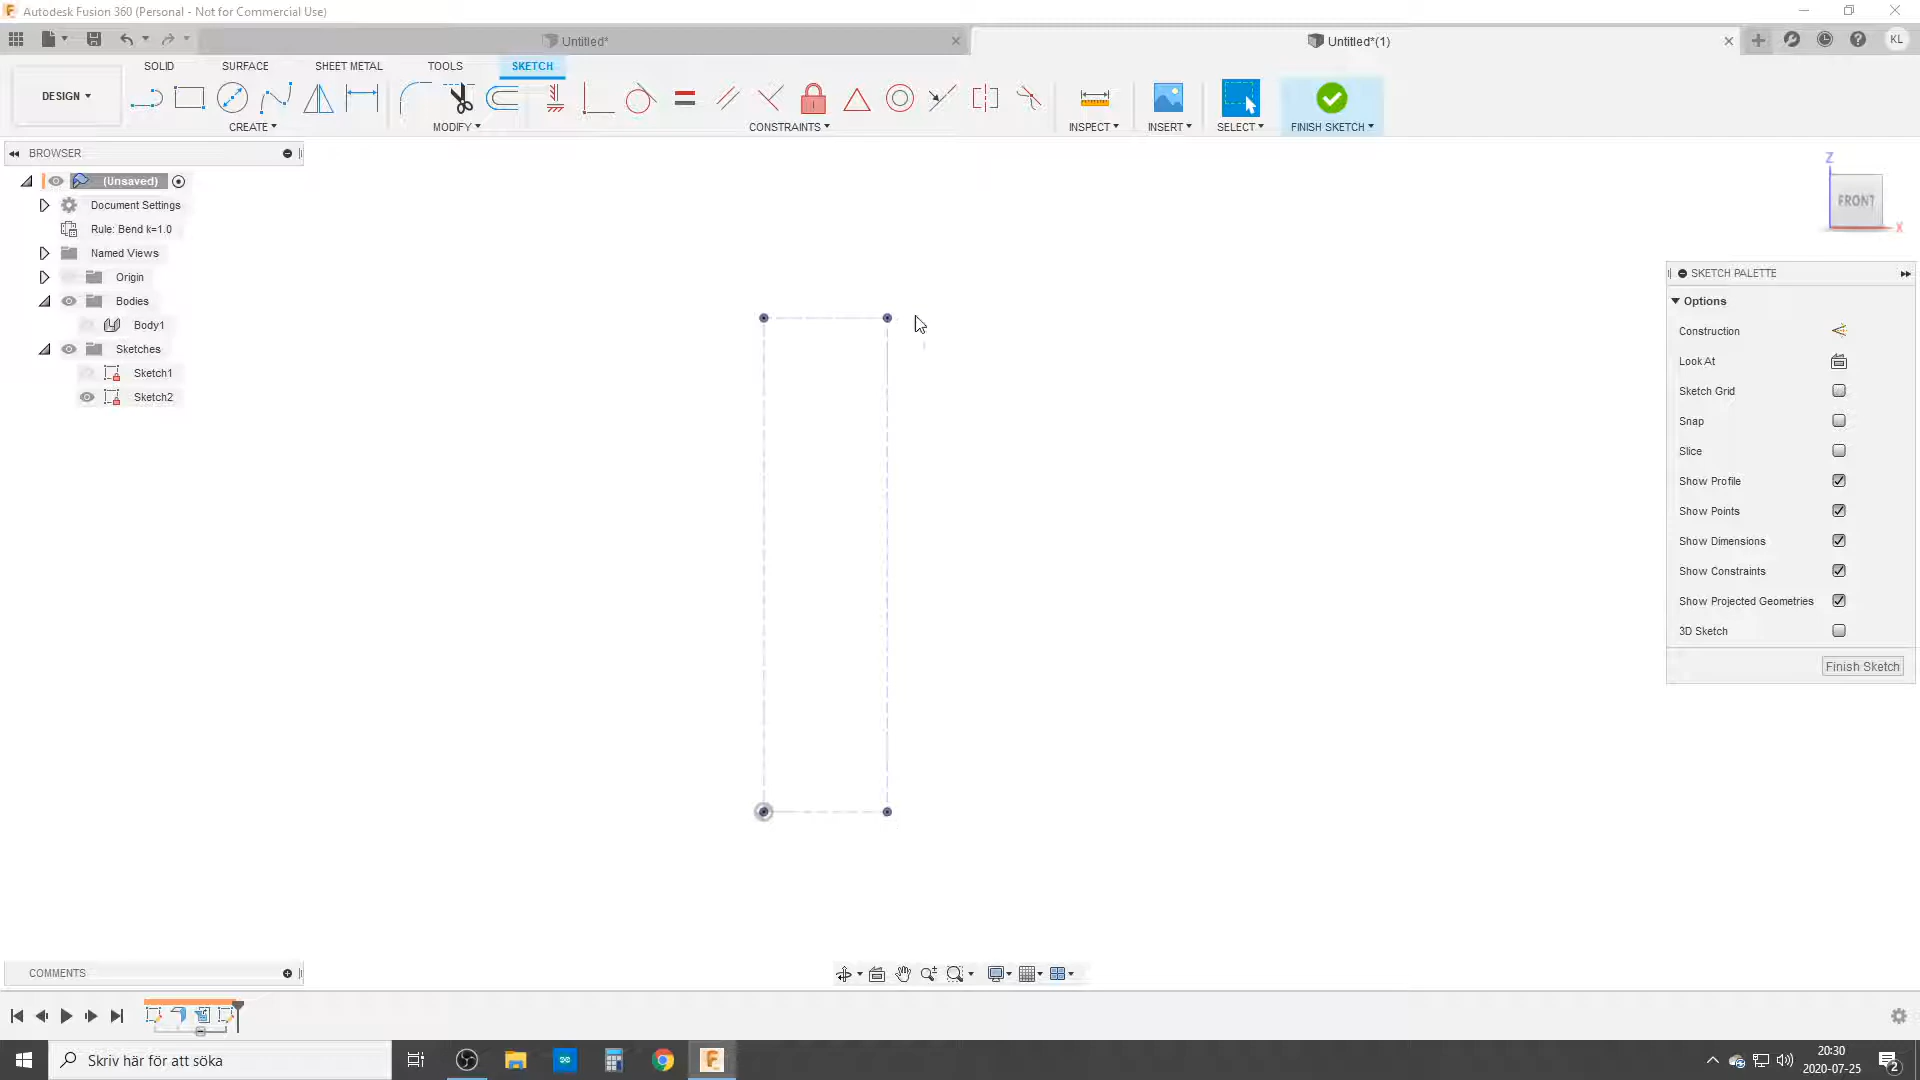 Autodesk Fusion 360 (Personal - Not for Commercial Use)
Untitled*
Untitled*(1)
KL
SOLID
SURFACE
SHEET METAL
TOOLS
SKETCH
DESIGN
CREATE
MODIFY
CONSTRAINTS
INSPECT
INSERT
SELECT
FINISH SKETCH
BROWSER
(Unsaved)
Document Settings
Rule: Bend k=1.0
Named Views
Origin
Bodies
Body1
Sketches
Sketch1
Sketch2
Z
FRONT
X
SKETCH PALETTE
Options
Construction
Look At
Sketch Grid
Snap
Slice
Show Profile
Show Points
Show Dimensions
Show Constraints
Show Projected Geometries
3D Sketch
Finish Sketch
COMMENTS
Skriv här för att söka
20:30
2020-07-25
2